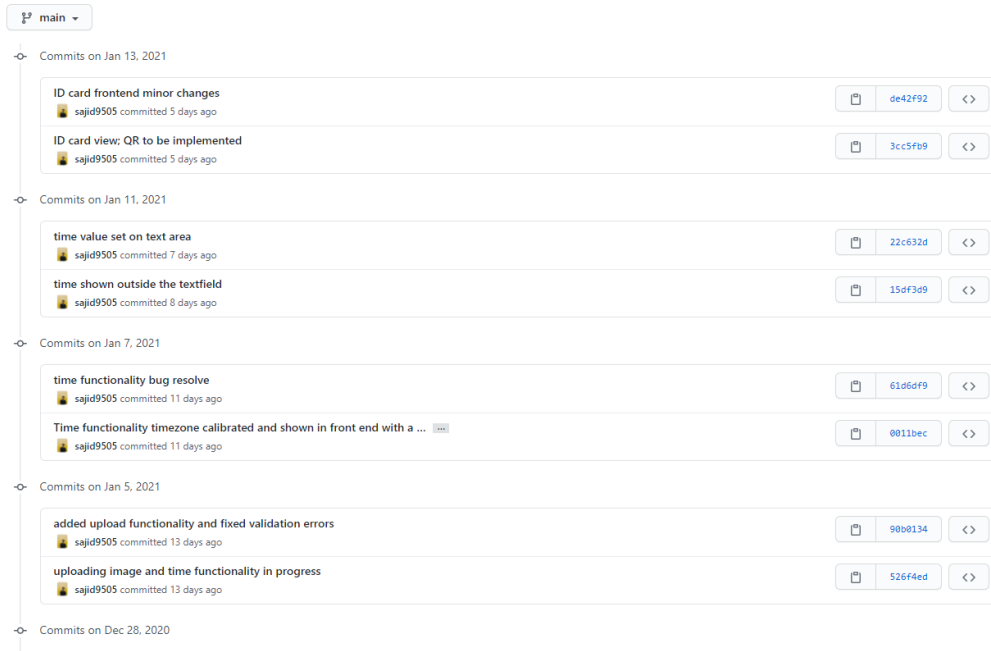 main
Commits on Jan 13, 2021
ID card frontend minor changes
de42f92
sajid9505 committed 5 days ago
ID card view; QR to be implemented
3cc5fb9
sajid9505 committed 5 days ago
Commits on Jan 11, 2021
time value set on text area
22c632d
sajid9505 committed 7 days ago
time shown outside the textfield
15df3d9
sajid9505 committed 8 days ago
Commits on Jan 7, 2021
time functionality bug resolve
61d6df9
sajid9505 committed 11 days ago
Time functionality timezone calibrated and shown in front end with a ... ...
0011bec
sajid9505 committed 11 days ago
Commits on Jan 5, 2021
added upload functionality and fixed validation errors
90b0134
sajid9505 committed 13 days ago
uploading image and time functionality in progress
526f4ed
sajid9505 committed 13 days ago
Commits on Dec 28, 2020